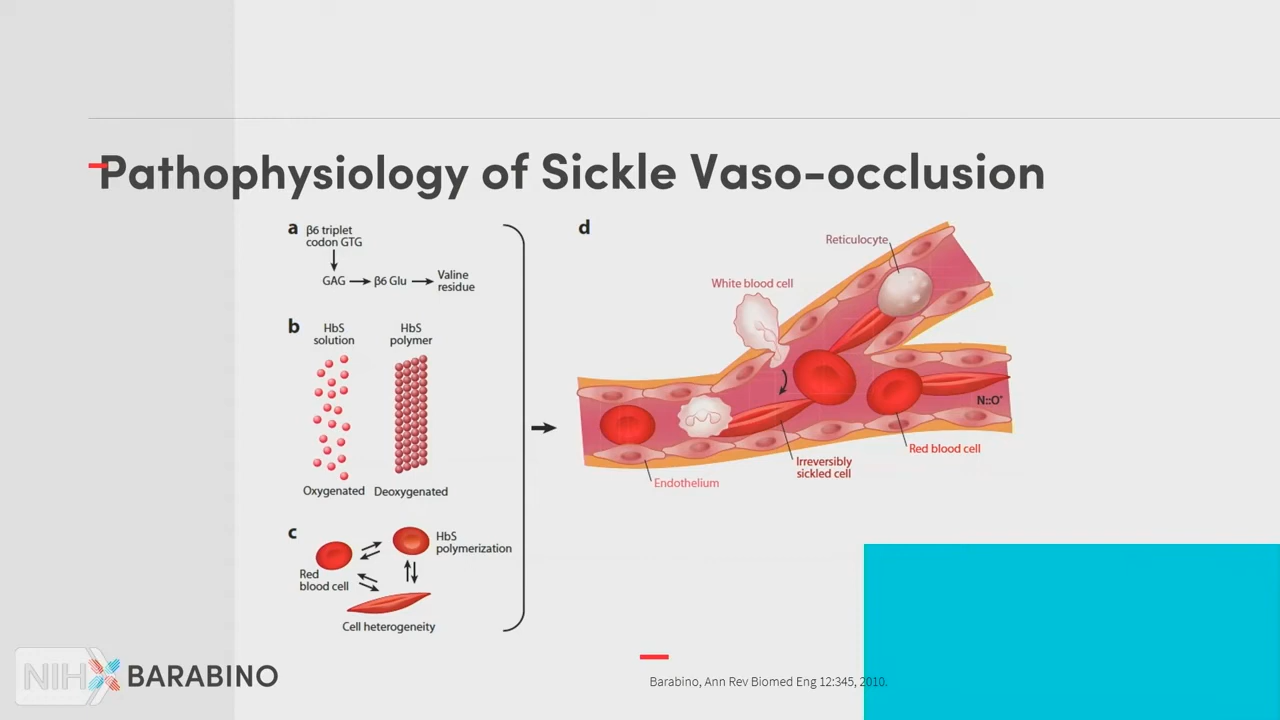 Pathophysiology of Sickle Vaso-occlusion
a
β6 triplet
codon GTG
GAG
β6 Glu
Valine
residue
b
HbS
solution
HbS
polymer
Oxygenated
Deoxygenated
c
HbS
polymerization
Red
blood cell
Cell heterogeneity
d
Reticulocyte
White blood cell
N::O°
Red blood cell
Irreversibly
sickled cell
Endothelium
NIH
BARABINO
Barabino, Ann Rev Biomed Eng 12:345, 2010.